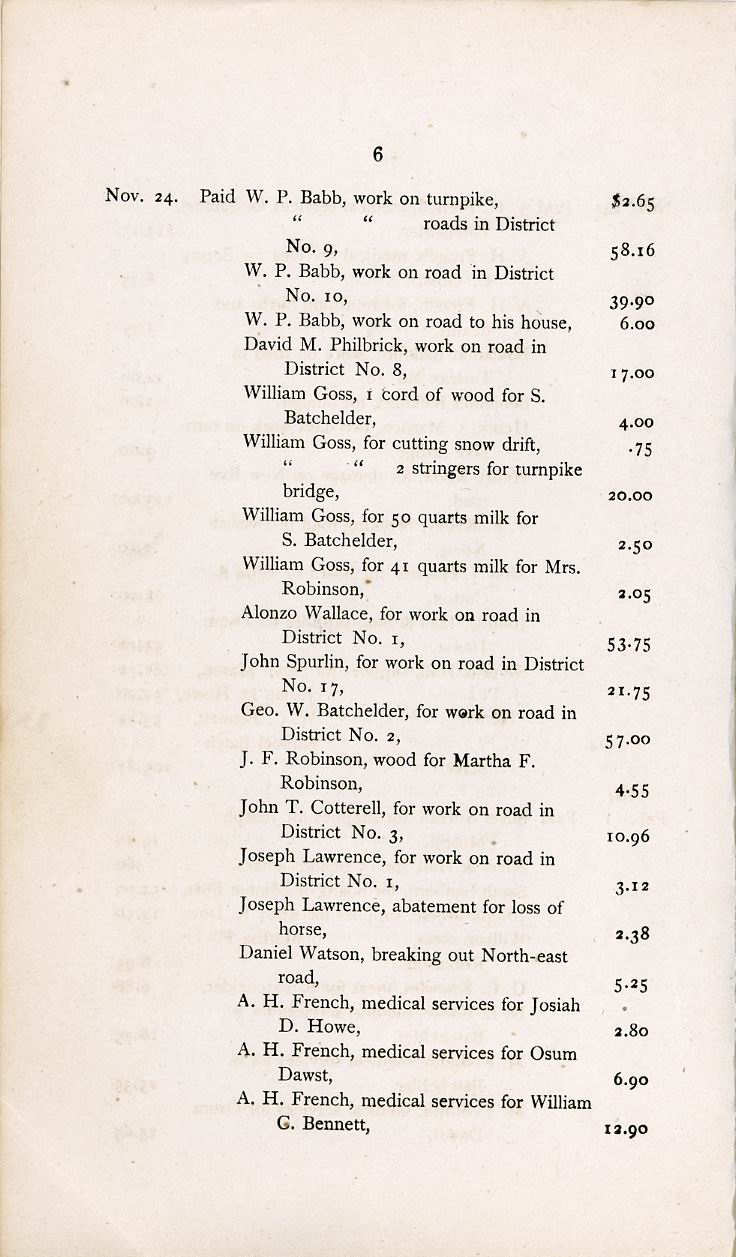 6
Nov. 24. Paid W. P. Babb, work on turnpike, $2.65
“ “ roads in District
No. 9, 58.16
W. P. Babb, work on road in District
No. 10, 39.90
W. P. Babb, work on road to his house, 6.00
David M. Philbrick, work on road in
District No. 8, 17.00
William Goss, 1 cord of wood for S.
Batchelder, 4.00
William Goss, for cutting snow drift, .75
“ “ 2 stringers for turnpike
bridge, 20.00
William Goss, for 50 quarts milk for
S. Batchelder, 2.50
William Goss, for 41 quarts milk for Mrs.
Robinson, 2.05
Alonzo Wallace, for work on road in
District No. 1, 53.75
John Spurlin, for work on road in District
No. 17, 21.75
Geo. W. Batchelder, for work on road in
District No. 2, 57.00
J. F. Robinson, wood for Martha F.
Robinson, 4.55
John T. Cotterell, for work on road in
District No. 3, 10.96
Joseph Lawrence, for work on road in
District No. 1, 3.12
Joseph Lawrence, abatement for loss of
horse, 2.38
Daniel Watson, breaking out North-east
road, 5.25
A. H. French, medical services for Josiah
D. Howe, 2.80
A. H. French, medical services for Osum
Dawst, 6.90
A. H. French, medical services for William
G. Bennett, 12.90